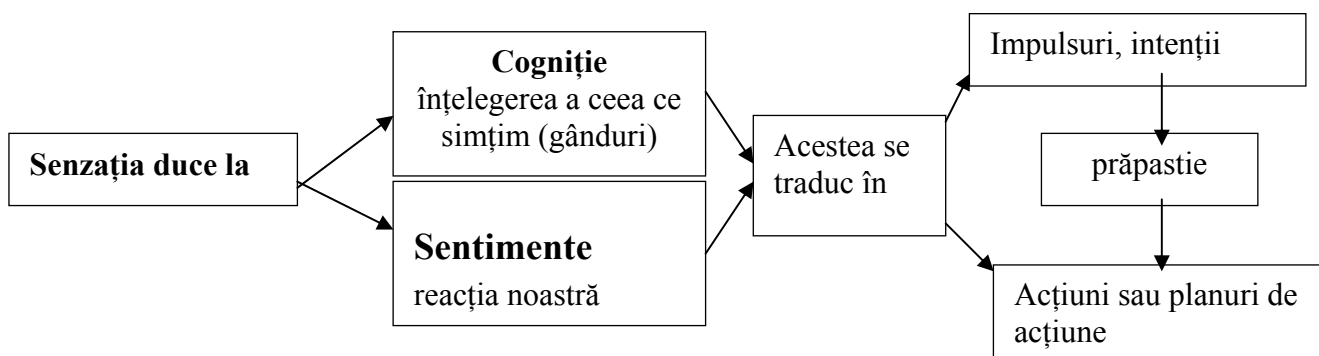 Senzația duce la
Cogniție
înțelegerea a ceea ce
simțim (gânduri)
Sentimente
reacția noastră
Acestea se
traduc în
Impulsuri, intenții
prăpastie
Acțiuni sau planuri de
acțiune